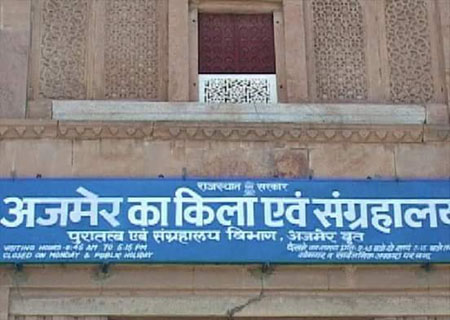 राजस्थान सरकार
अजमेर का किला एवं संग्रहालय
पुरातत्व एवं संग्रहालय विभाग, अजमेर वृत
VISITING HOURS 9.45 AM TO 5.15 PM
CLOSED ON MONDAY & PUBLIC HOLIDAY